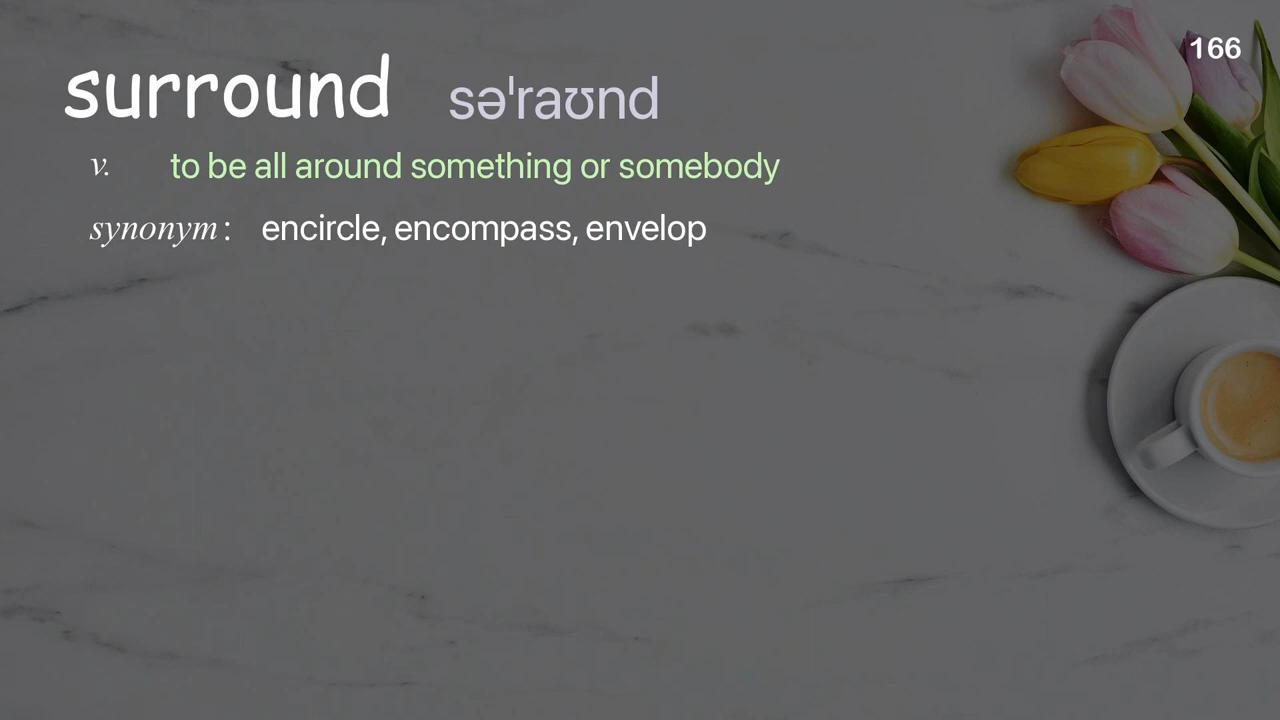 166
surround səˈraʊnd
v. to be all around something or somebody
synonym: encircle, encompass, envelop